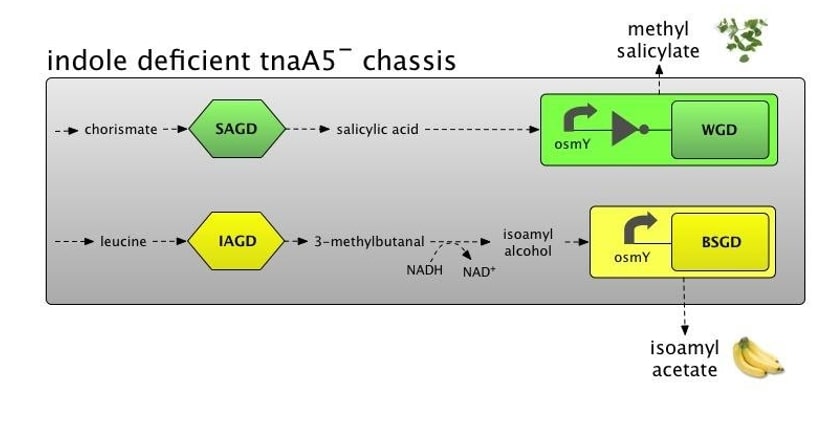 methyl
salicylate
indole deficient tnaA5⁻ chassis
chorismate
SAGD
salicylic acid
osmY
WGD
leucine
IAGD
3-methylbutanal
NADH
NAD⁺
isoamyl
alcohol
osmY
BSGD
isoamyl
acetate